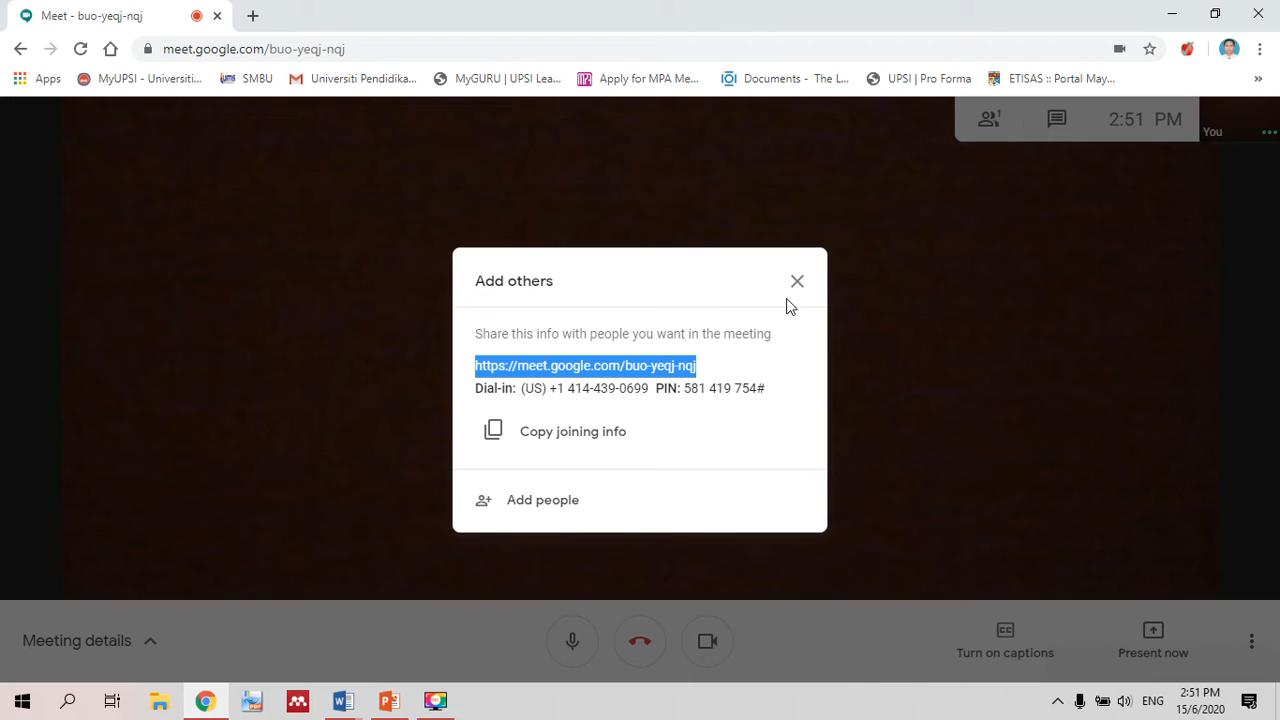 Meet - buo-yeqj-nqj
meet.google.com/buo-yeqj-nqj
Apps MyUPSI - Universiti... SMBU Universiti Pendidika... MyGURU | UPSI Lea... Apply for MPA Me... Documents - The L... UPSI | Pro Forma ETISAS :: Portal May... »
1 2:51 PM You
Add others
Share this info with people you want in the meeting
https://meet.google.com/buo-yeqj-nqj
Dial-in: (US) +1 414-439-0699 PIN: 581 419 754#
Copy joining info
Add people
Meeting details
CC
Turn on captions Present now
ENG 2:51 PM
15/6/2020